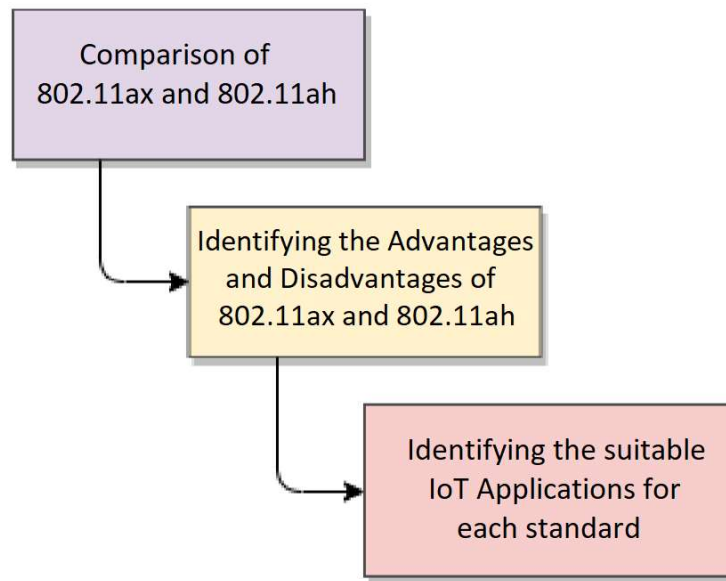 Comparison of
802.11ax and 802.11ah
Identifying the Advantages
and Disadvantages of
802.11ax and 802.11ah
Identifying the suitable
IoT Applications for
each standard